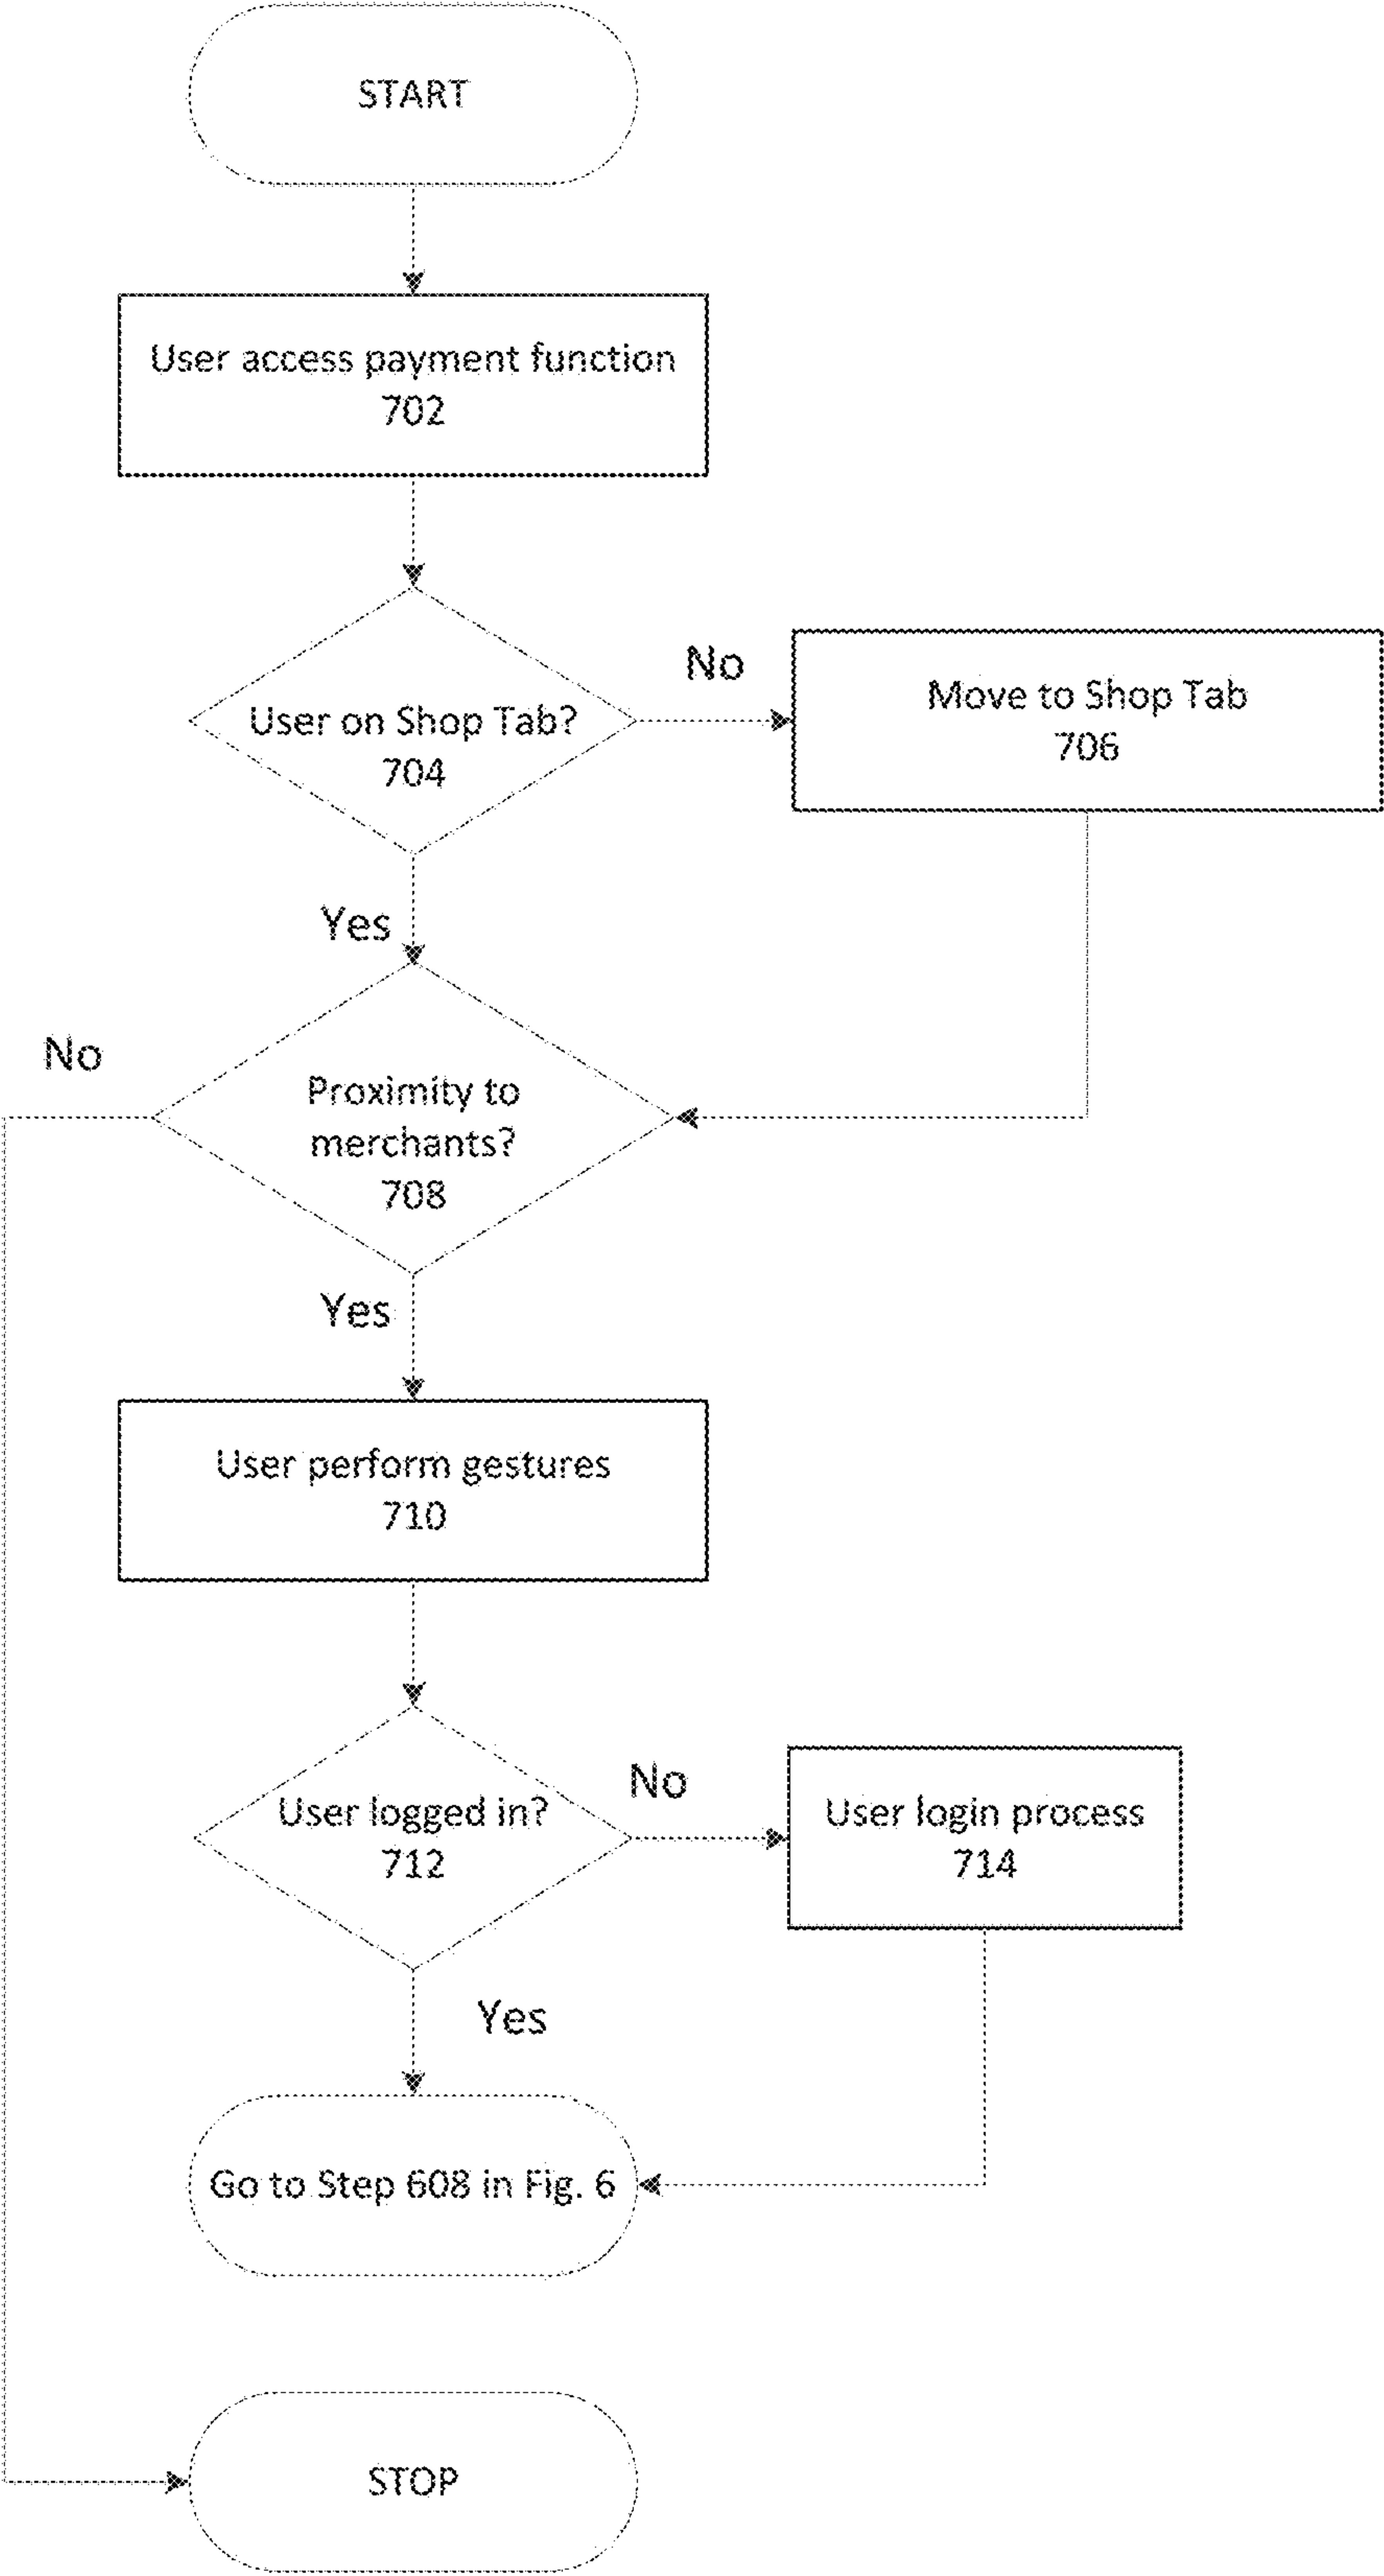 START
User access payment function
702
User on Shop Tab?
704
No
Move to Shop Tab
706
Yes
No
Proximity to
merchants?
708
Yes
User perform gestures
710
User logged in?
712
No
User login process
714
Yes
Go to Step 608 in Fig. 6
STOP